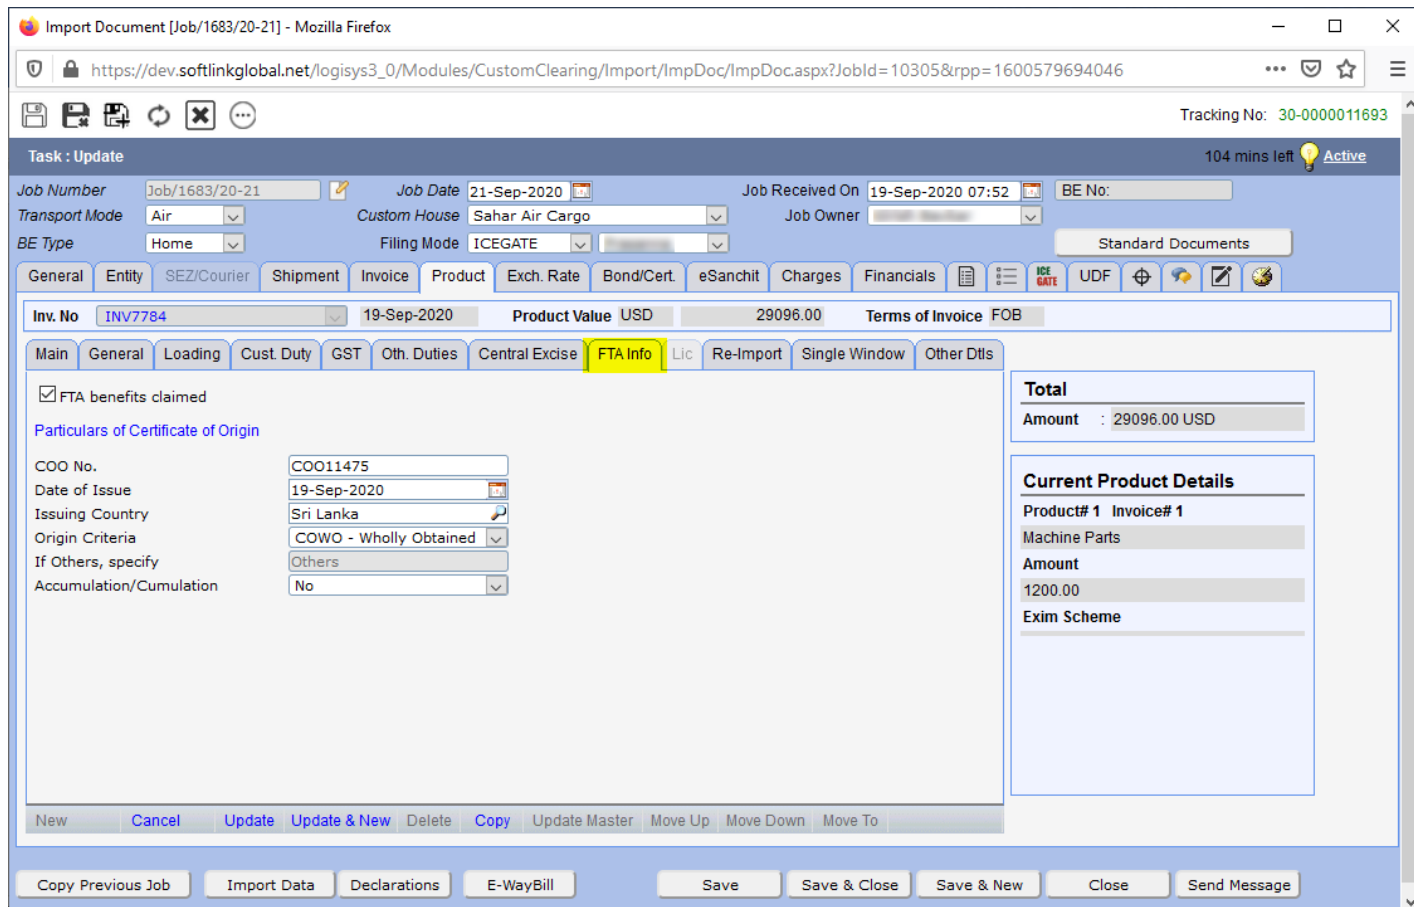 Import Document [Job/1683/20-21] - Mozilla Firefox
https://dev.softlinkglobal.net/logisys3_0/Modules/CustomClearing/Import/ImpDoc/ImpDoc.aspx?JobId=10305&rpp=1600579694046
Tracking No: 30-0000011693
Task : Update 104 mins left Active
Job Number Job/1683/20-21 Job Date 21-Sep-2020 Job Received On 19-Sep-2020 07:52 BE No:
Transport Mode Air Custom House Sahar Air Cargo Job Owner
BE Type Home Filing Mode ICEGATE Standard Documents
General Entity SEZ/Courier Shipment Invoice Product Exch. Rate Bond/Cert. eSanchit Charges Financials ICE GATE UDF
Inv. No INV7784 19-Sep-2020 Product Value USD 29096.00 Terms of Invoice FOB
Main General Loading Cust. Duty GST Oth. Duties Central Excise FTA Info Lic Re-Import Single Window Other Dtls
FTA benefits claimed
Particulars of Certificate of Origin
COO No. COO11475
Date of Issue 19-Sep-2020
Issuing Country Sri Lanka
Origin Criteria COWO - Wholly Obtained
If Others, specify Others
Accumulation/Cumulation No
Total
Amount : 29096.00 USD
Current Product Details
Product# 1 Invoice# 1
Machine Parts
Amount
1200.00
Exim Scheme
New Cancel Update Update & New Delete Copy Update Master Move Up Move Down Move To
Copy Previous Job Import Data Declarations E-WayBill Save Save & Close Save & New Close Send Message